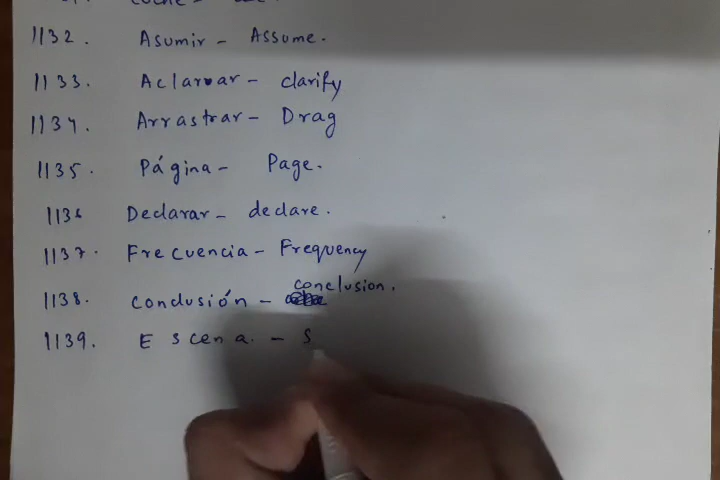 1132. Asumir - Assume.
1133. Aclarar - clarify
1134. Arrastrar - Drag
1135. Página - Page.
1136 Declarar - declare.
1137. Frecuencia - Frequency
1138. Conclusión - conclusion.
1139. Escena. - S